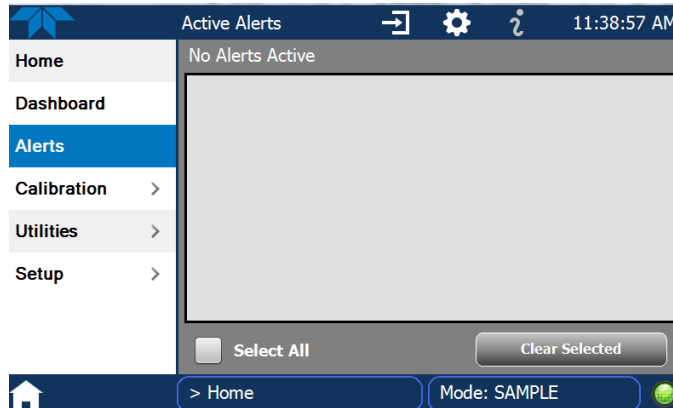 Active Alerts
11:38:57 AM
Home
No Alerts Active
Dashboard
Alerts
Calibration
Utilities
Setup
Select All
Clear Selected
> Home
Mode: SAMPLE